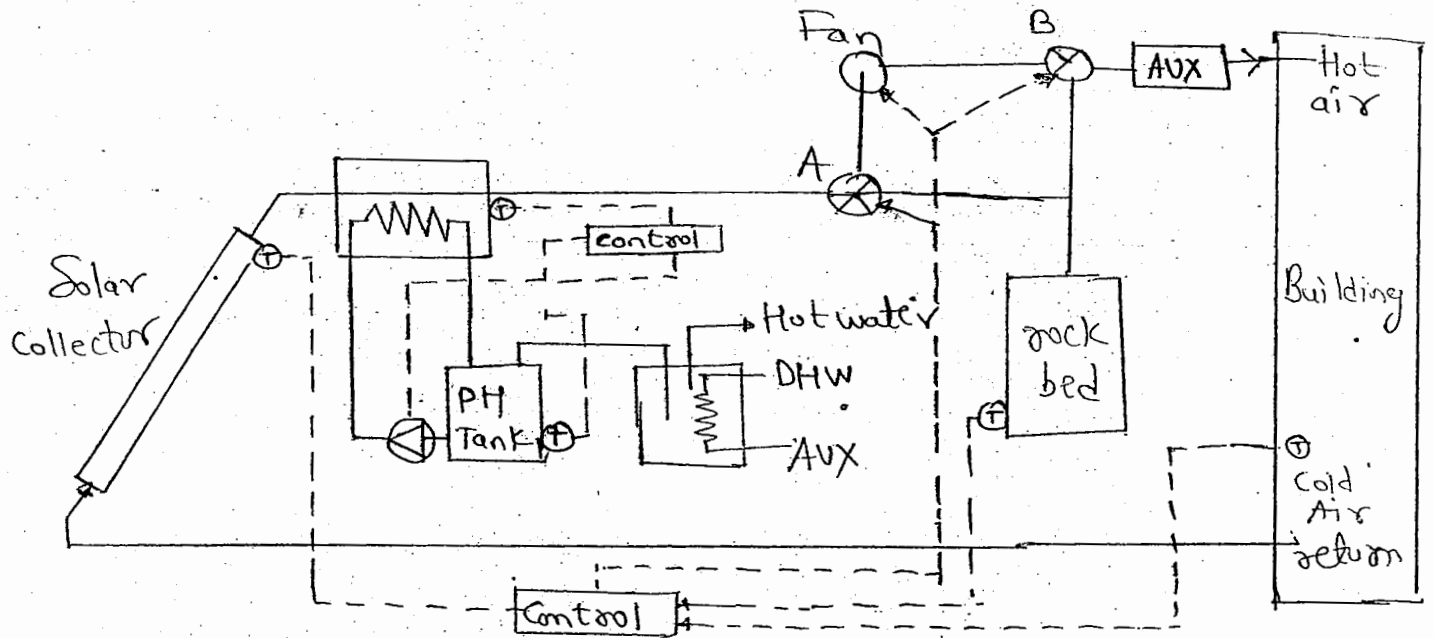 Fan
B
AUX
Hot
air
A
T
control
T
Solar
Collector
Building
Hot water
rock
bed
DHW
PH
Tank
T
AUX
T
T
Cold
Air
return
Control